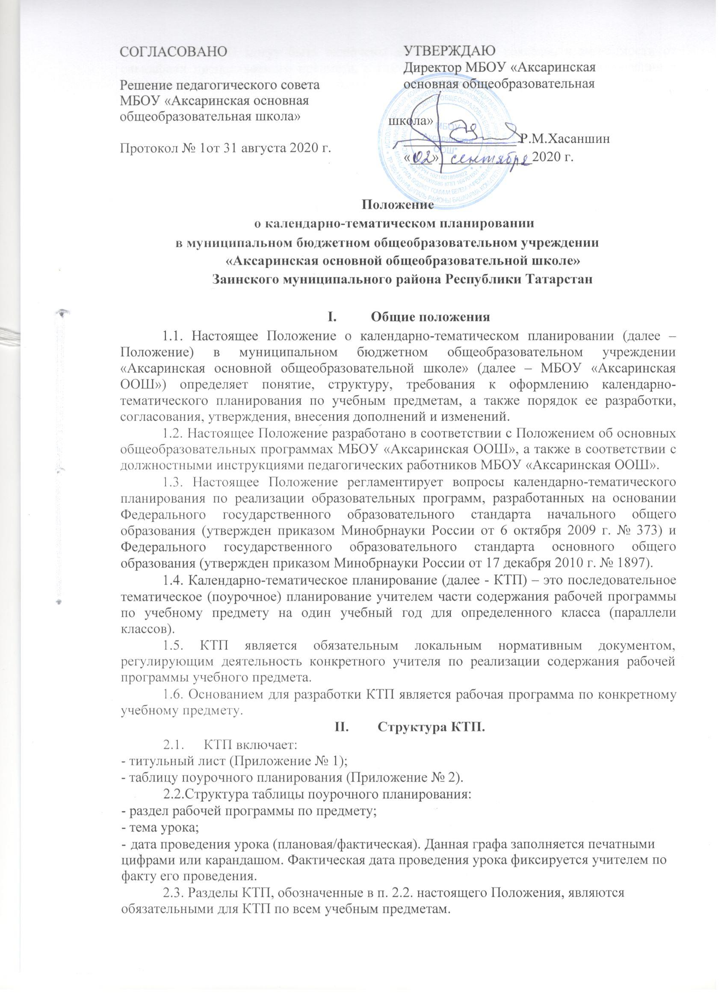 СОГЛАСОВАНО
Решение педагогического совета
МБОУ «Аксаринская основная
общеобразовательная школа»
Протокол № 1от 31 августа 2020 г.
УТВЕРЖДАЮ
Директор МБОУ «Аксаринская
основная общеобразовательная
школа»
Р.М.Хасаншин
«02» сентября 2020 г.
МБОУ
"Аксаринская
ООШ"
Положение
о календарно-тематическом планировании
в муниципальном бюджетном общеобразовательном учреждении
«Аксаринская основной общеобразовательной школе»
Заинского муниципального района Республики Татарстан
I. Общие положения
1.1. Настоящее Положение о календарно-тематическом планировании (далее –
Положение) в муниципальном бюджетном общеобразовательном учреждении
«Аксаринская основной общеобразовательной школе» (далее – МБОУ «Аксаринская
ООШ») определяет понятие, структуру, требования к оформлению календарно-
тематического планирования по учебным предметам, а также порядок ее разработки,
согласования, утверждения, внесения дополнений и изменений.
1.2. Настоящее Положение разработано в соответствии с Положением об основных
общеобразовательных программах МБОУ «Аксаринская ООШ», а также в соответствии с
должностными инструкциями педагогических работников МБОУ «Аксаринская ООШ».
1.3. Настоящее Положение регламентирует вопросы календарно-тематического
планирования по реализации образовательных программ, разработанных на основании
Федерального государственного образовательного стандарта начального общего
образования (утвержден приказом Минобрнауки России от 6 октября 2009 г. № 373) и
Федерального государственного образовательного стандарта основного общего
образования (утвержден приказом Минобрнауки России от 17 декабря 2010 г. № 1897).
1.4. Календарно-тематическое планирование (далее - КТП) – это последовательное
тематическое (поурочное) планирование учителем части содержания рабочей программы
по учебному предмету на один учебный год для определенного класса (параллели
классов).
1.5. КТП является обязательным локальным нормативным документом,
регулирующим деятельность конкретного учителя по реализации содержания рабочей
программы учебного предмета.
1.6. Основанием для разработки КТП является рабочая программа по конкретному
учебному предмету.
II. Структура КТП.
2.1. КТП включает:
- титульный лист (Приложение № 1);
- таблицу поурочного планирования (Приложение № 2).
2.2.Структура таблицы поурочного планирования:
- раздел рабочей программы по предмету;
- тема урока;
- дата проведения урока (плановая/фактическая). Данная графа заполняется печатными
цифрами или карандашом. Фактическая дата проведения урока фиксируется учителем по
факту его проведения.
2.3. Разделы КТП, обозначенные в п. 2.2. настоящего Положения, являются
обязательными для КТП по всем учебным предметам.